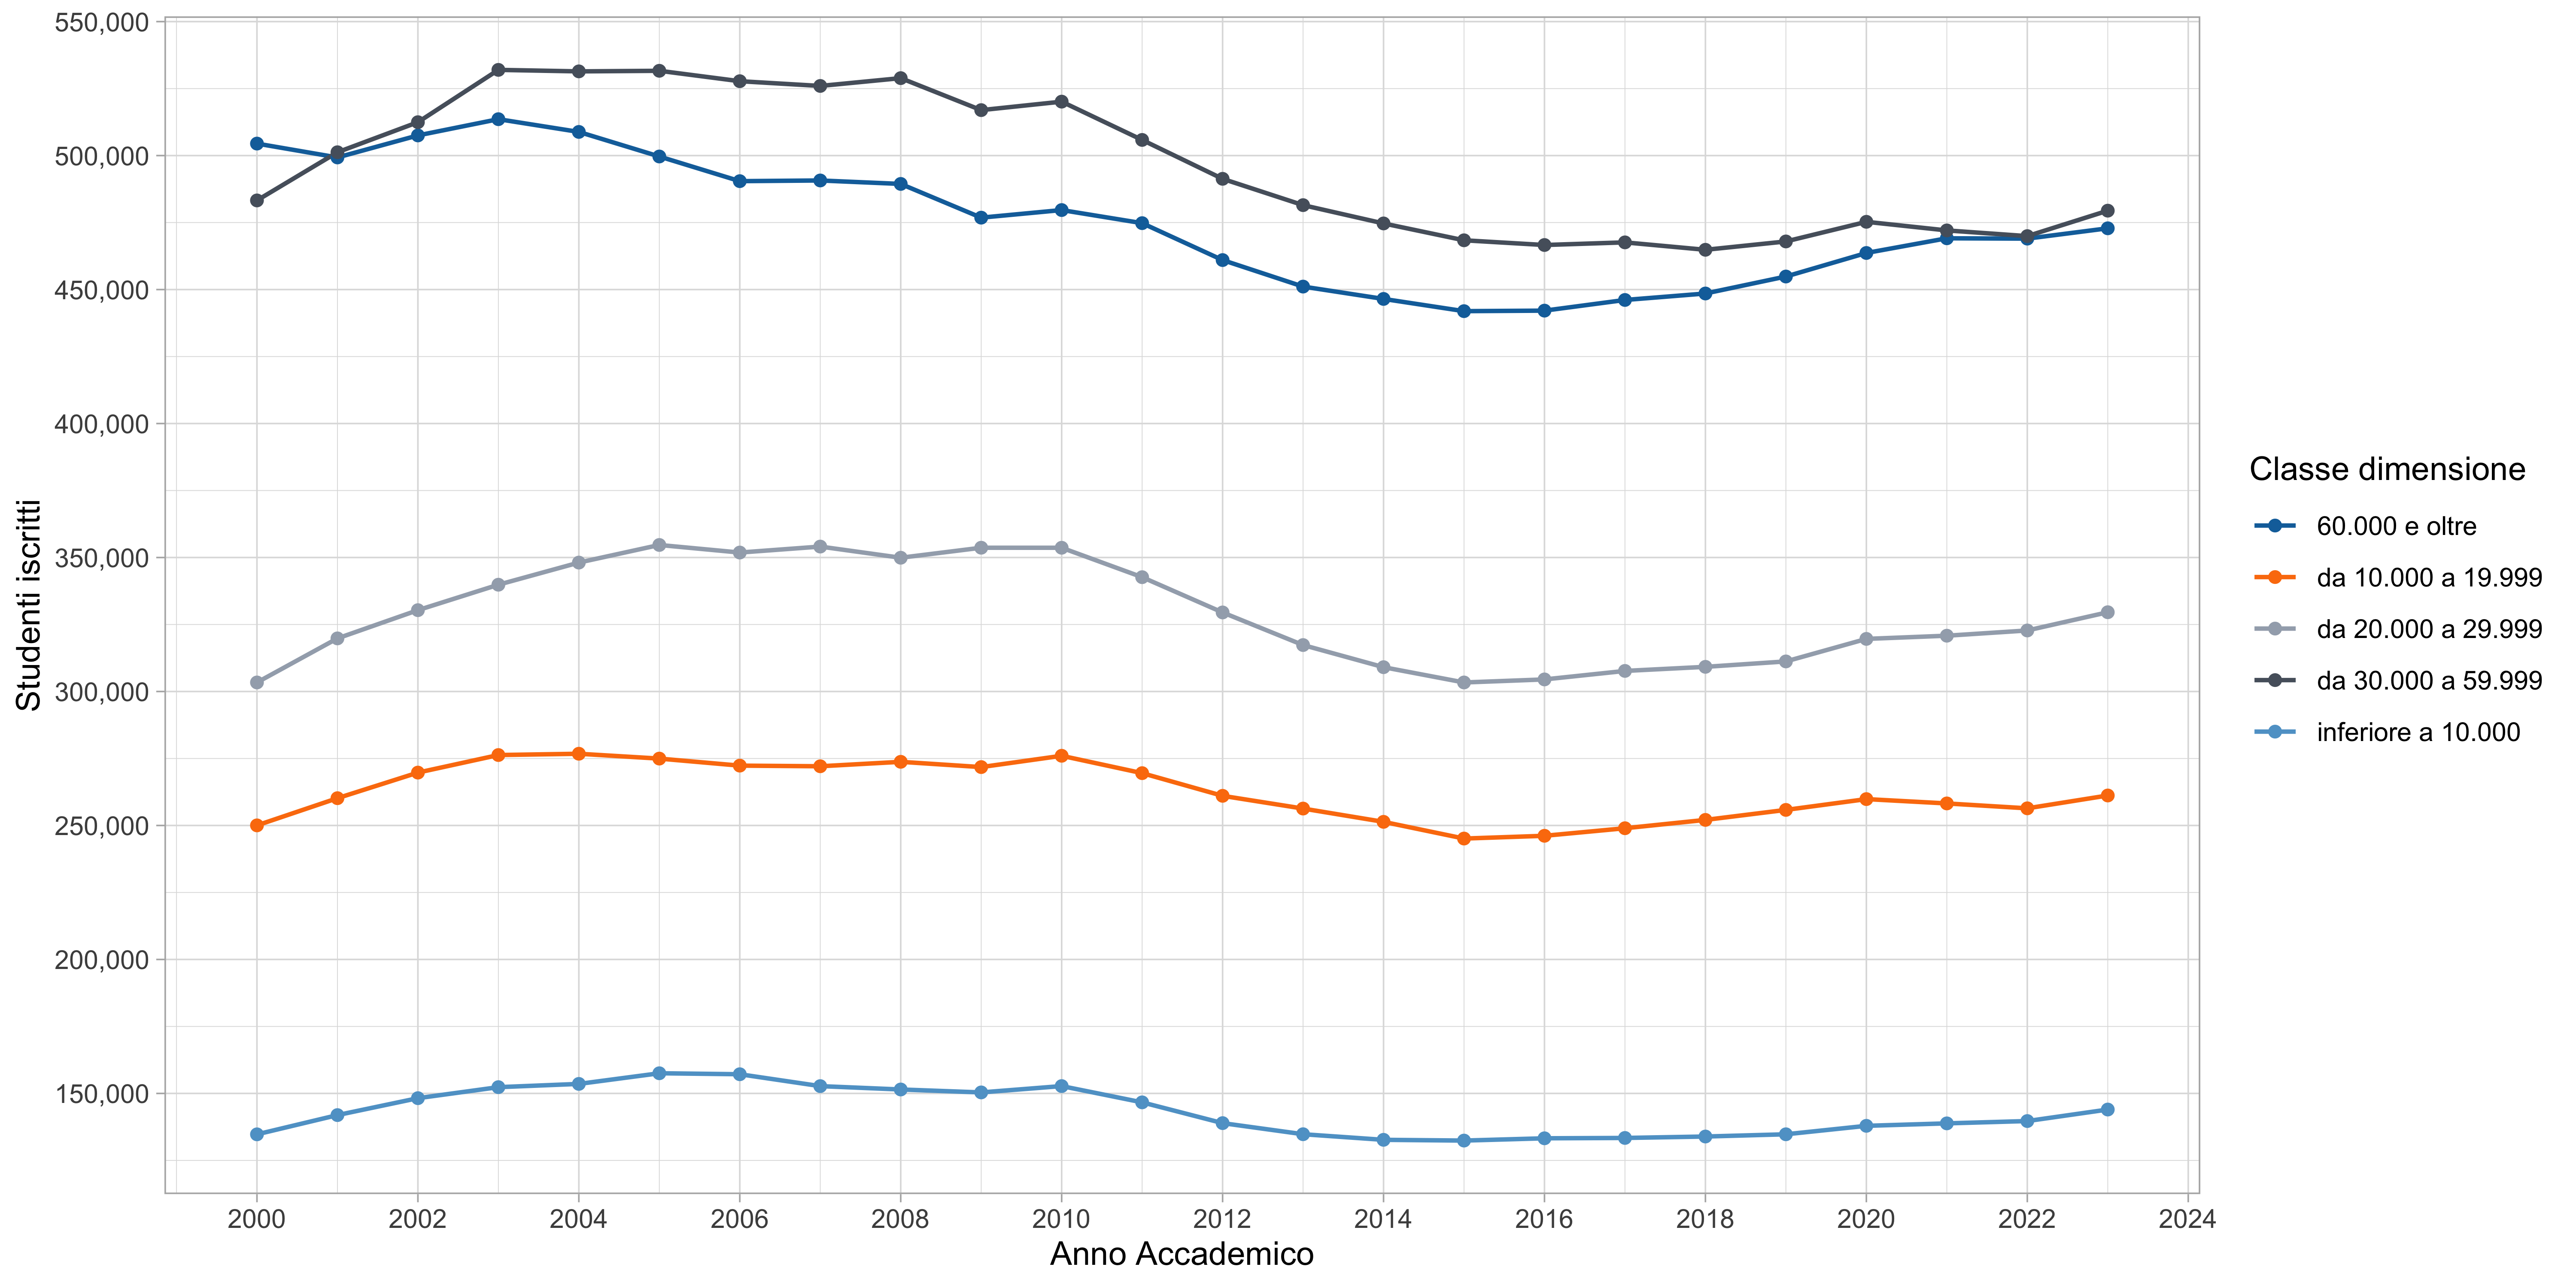 550,000
500,000
450,000
400,000
350,000
300,000
250,000
200,000
150,000
Studenti iscritti
2000 2002 2004 2006 2008 2010 2012 2014 2016 2018 2020 2022 2024
Anno Accademico
Classe dimensione
60.000 e oltre
da 10.000 a 19.999
da 20.000 a 29.999
da 30.000 a 59.999
inferiore a 10.000